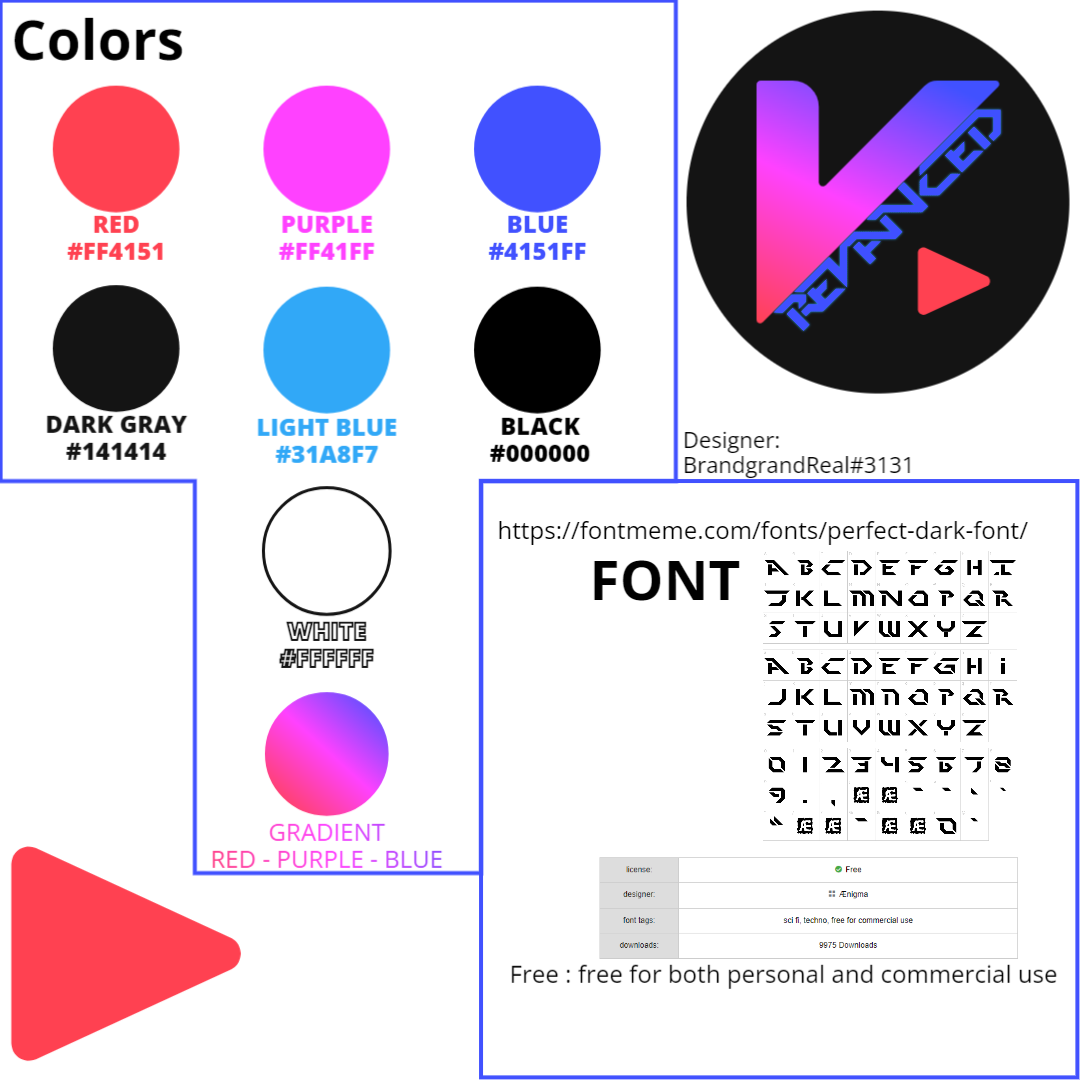 Colors
RED
#FF4151
PURPLE
#FF41FF
BLUE
#4151FF
DARK GRAY
#141414
LIGHT BLUE
#31A8F7
BLACK
#000000
WHITE
#FFFFFF
GRADIENT
RED - PURPLE - BLUE
REVANCED
Designer:
BrandgrandReal#3131
https://fontmeme.com/fonts/perfect-dark-font/
FONT
A B C D E F G H I
J K L M N O P Q R
S T U V W X Y Z
A B C D E F G H i
J K L M N O P Q R
S T U V W X Y Z
0 1 2 3 4 5 6 7 8
9 . ,
license: Free
designer: Ænigma
font tags: sci fi, techno, free for commercial use
downloads: 9975 Downloads
Free : free for both personal and commercial use